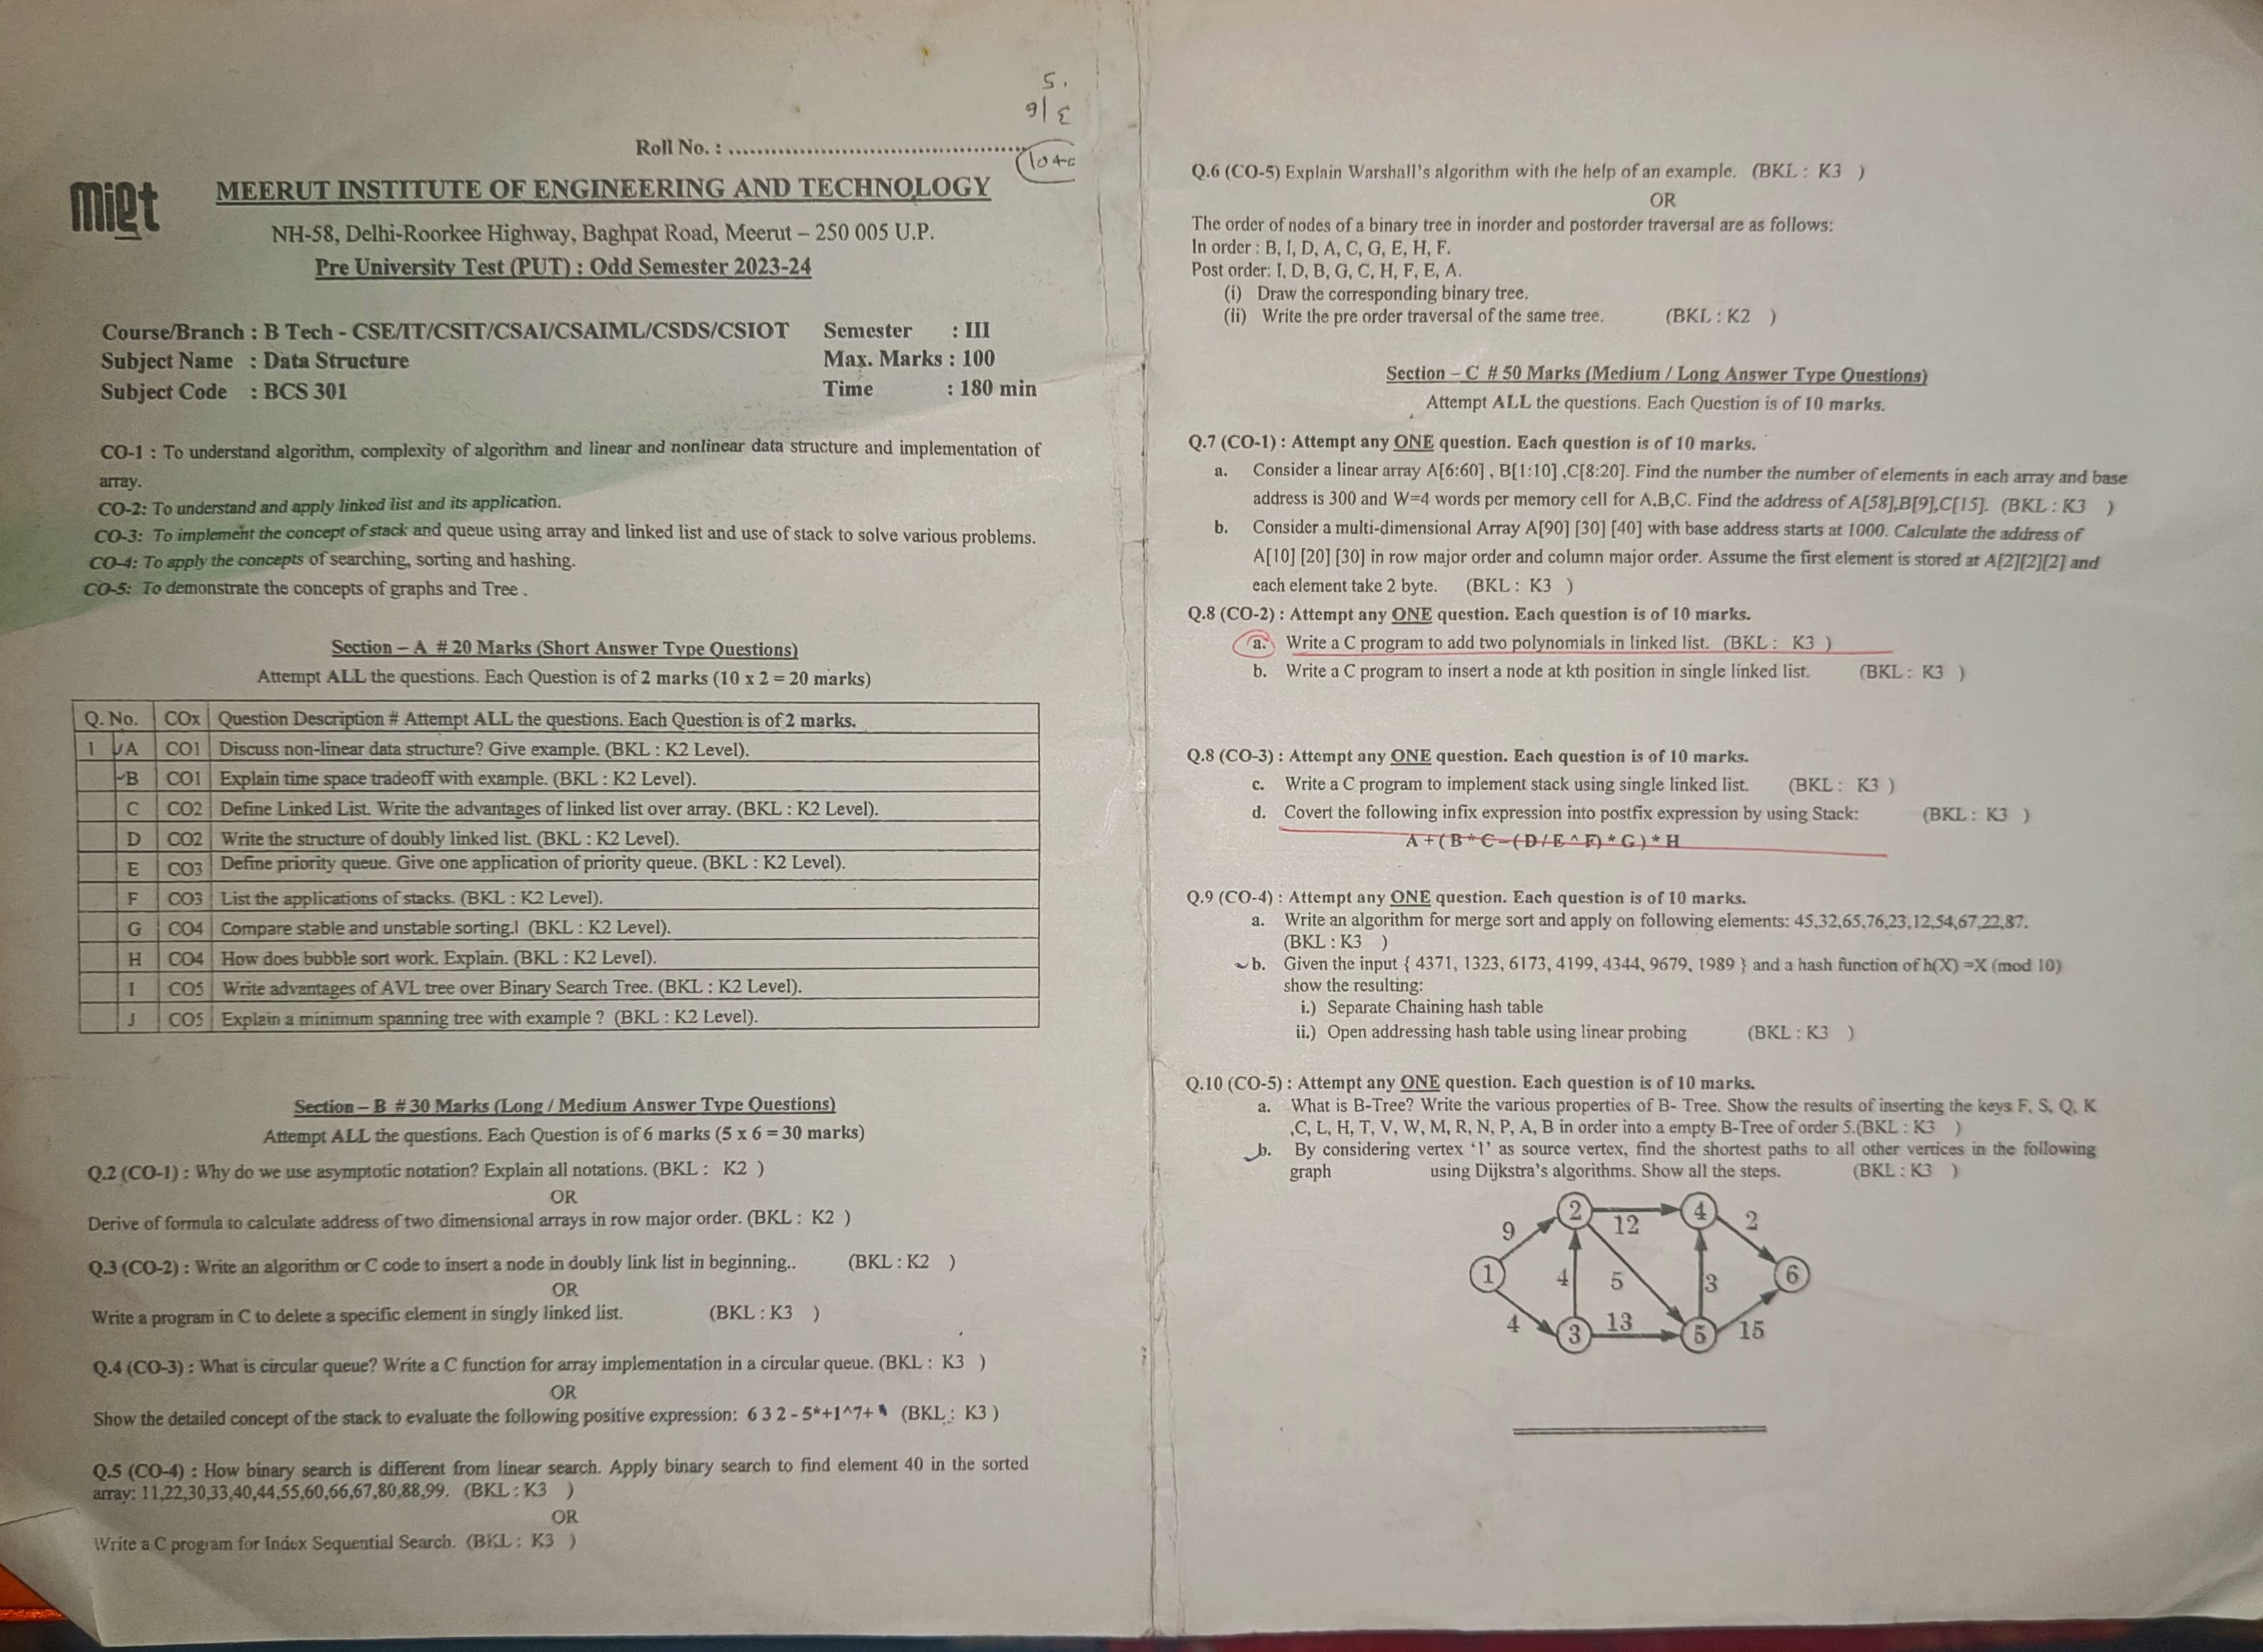 5.
Roll No. : ................................................
miet
MEERUT INSTITUTE OF ENGINEERING AND TECHNOLOGY
NH-58, Delhi-Roorkee Highway, Baghpat Road, Meerut – 250 005 U.P.
Pre University Test (PUT) : Odd Semester 2023-24
Course/Branch : B Tech - CSE/IT/CSIT/CSAI/CSAIML/CSDS/CSIOT Semester : III
Subject Name : Data Structure Max. Marks : 100
Subject Code : BCS 301 Time : 180 min
CO-1 : To understand algorithm, complexity of algorithm and linear and nonlinear data structure and implementation of
array.
CO-2: To understand and apply linked list and its application.
CO-3: To implement the concept of stack and queue using array and linked list and use of stack to solve various problems.
CO-4: To apply the concepts of searching, sorting and hashing.
CO-5: To demonstrate the concepts of graphs and Tree .
Section – A # 20 Marks (Short Answer Type Questions)
Attempt ALL the questions. Each Question is of 2 marks (10 x 2 = 20 marks)
Q. No. COx Question Description # Attempt ALL the questions. Each Question is of 2 marks.
1 A CO1 Discuss non-linear data structure? Give example. (BKL : K2 Level).
B CO1 Explain time space tradeoff with example. (BKL : K2 Level).
C CO2 Define Linked List. Write the advantages of linked list over array. (BKL : K2 Level).
D CO2 Write the structure of doubly linked list. (BKL : K2 Level).
E CO3 Define priority queue. Give one application of priority queue. (BKL : K2 Level).
F CO3 List the applications of stacks. (BKL : K2 Level).
G CO4 Compare stable and unstable sorting.l (BKL : K2 Level).
H CO4 How does bubble sort work. Explain. (BKL : K2 Level).
I CO5 Write advantages of AVL tree over Binary Search Tree. (BKL : K2 Level).
J CO5 Explain a minimum spanning tree with example ? (BKL : K2 Level).
Section – B # 30 Marks (Long / Medium Answer Type Questions)
Attempt ALL the questions. Each Question is of 6 marks (5 x 6 = 30 marks)
Q.2 (CO-1) : Why do we use asymptotic notation? Explain all notations. (BKL : K2 )
OR
Derive of formula to calculate address of two dimensional arrays in row major order. (BKL : K2 )
Q.3 (CO-2) : Write an algorithm or C code to insert a node in doubly link list in beginning.. (BKL : K2 )
OR
Write a program in C to delete a specific element in singly linked list. (BKL : K3 )
Q.4 (CO-3) : What is circular queue? Write a C function for array implementation in a circular queue. (BKL : K3 )
OR
Show the detailed concept of the stack to evaluate the following positive expression: 6 3 2 - 5*+1^7+ (BKL : K3 )
Q.5 (CO-4) : How binary search is different from linear search. Apply binary search to find element 40 in the sorted
array: 11,22,30,33,40,44,55,60,66,67,80,88,99. (BKL : K3 )
OR
Write a C program for Index Sequential Search. (BKL : K3 )
Q.6 (CO-5) Explain Warshall's algorithm with the help of an example. (BKL : K3 )
OR
The order of nodes of a binary tree in inorder and postorder traversal are as follows:
In order : B, I, D, A, C, G, E, H, F.
Post order: I, D, B, G, C, H, F, E, A.
(i) Draw the corresponding binary tree.
(ii) Write the pre order traversal of the same tree. (BKL : K2 )
Section – C # 50 Marks (Medium / Long Answer Type Questions)
Attempt ALL the questions. Each Question is of 10 marks.
Q.7 (CO-1) : Attempt any ONE question. Each question is of 10 marks.
a. Consider a linear array A[6:60] , B[1:10] ,C[8:20]. Find the number the number of elements in each array and base
address is 300 and W=4 words per memory cell for A,B,C. Find the address of A[58],B[9],C[15]. (BKL : K3 )
b. Consider a multi-dimensional Array A[90] [30] [40] with base address starts at 1000. Calculate the address of
A[10] [20] [30] in row major order and column major order. Assume the first element is stored at A[2][2][2] and
each element take 2 byte. (BKL : K3 )
Q.8 (CO-2) : Attempt any ONE question. Each question is of 10 marks.
a. Write a C program to add two polynomials in linked list. (BKL : K3 )
b. Write a C program to insert a node at kth position in single linked list. (BKL : K3 )
Q.8 (CO-3) : Attempt any ONE question. Each question is of 10 marks.
c. Write a C program to implement stack using single linked list. (BKL : K3 )
d. Covert the following infix expression into postfix expression by using Stack: (BKL : K3 )
A + ( B * C – ( D / E ^ F) * G ) * H
Q.9 (CO-4) : Attempt any ONE question. Each question is of 10 marks.
a. Write an algorithm for merge sort and apply on following elements: 45,32,65,76,23,12,54,67,22,87.
(BKL : K3 )
b. Given the input { 4371, 1323, 6173, 4199, 4344, 9679, 1989 } and a hash function of h(X) =X (mod 10)
show the resulting:
i.) Separate Chaining hash table
ii.) Open addressing hash table using linear probing (BKL : K3 )
Q.10 (CO-5) : Attempt any ONE question. Each question is of 10 marks.
a. What is B-Tree? Write the various properties of B- Tree. Show the results of inserting the keys F, S, Q, K
,C, L, H, T, V, W, M, R, N, P, A, B in order into a empty B-Tree of order 5.(BKL : K3 )
b. By considering vertex ‘1’ as source vertex, find the shortest paths to all other vertices in the following
graph using Dijkstra's algorithms. Show all the steps. (BKL : K3 )
2 4
9 12 2
1 4 5 3 6
4 13 15
3 5